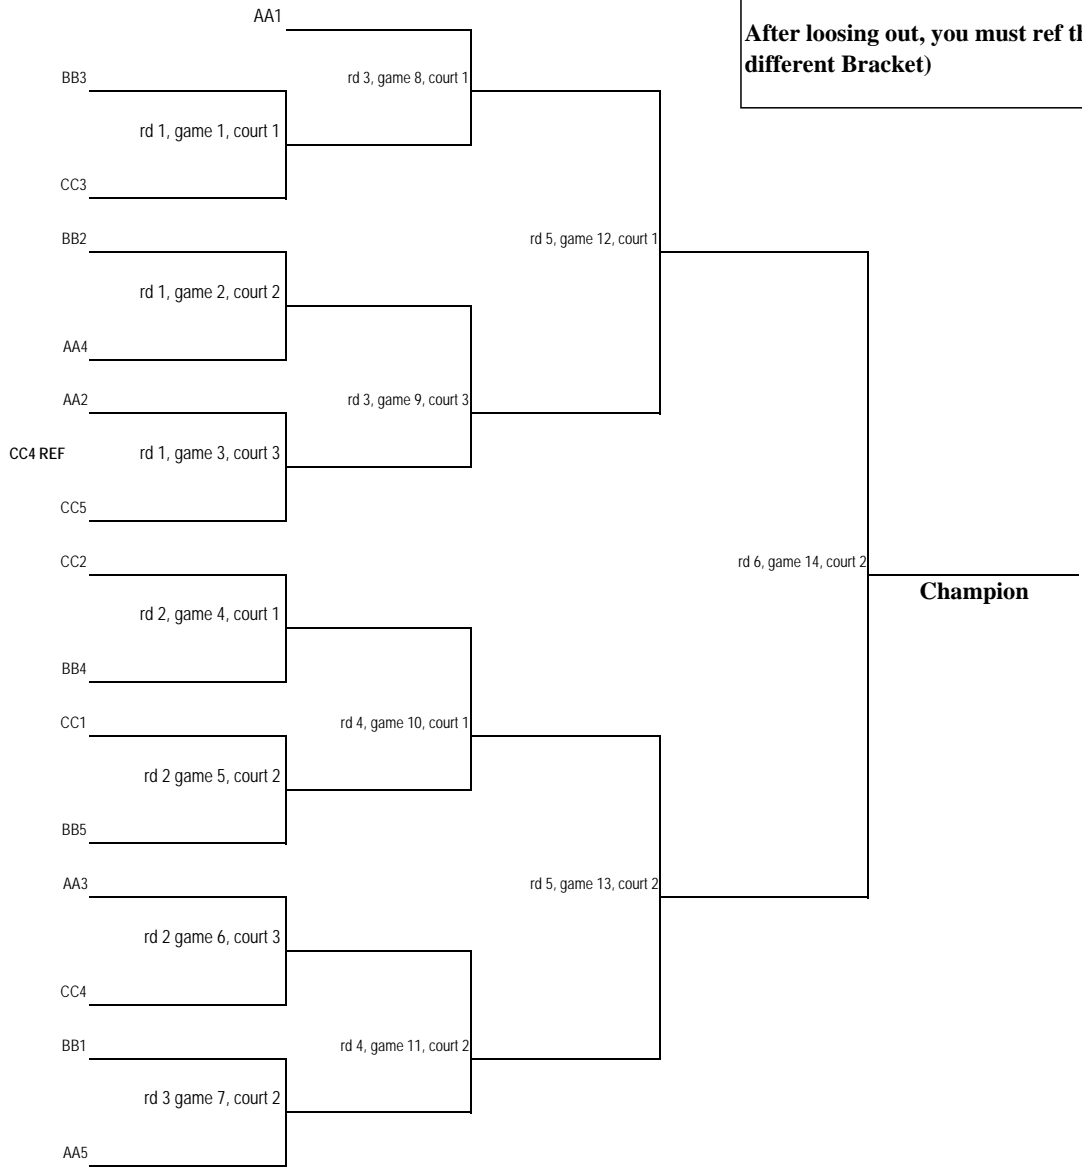 AA1
After loosing out, you must ref th
different Bracket)
BB3
rd 3, game 8, court 1
rd 1, game 1, court 1
CC3
BB2
rd 5, game 12, court 1
rd 1, game 2, court 2
AA4
AA2
rd 3, game 9, court 3
CC4 REF
rd 1, game 3, court 3
CC5
CC2
rd 6, game 14, court 2
Champion
rd 2, game 4, court 1
BB4
CC1
rd 4, game 10, court 1
rd 2 game 5, court 2
BB5
AA3
rd 5, game 13, court 2
rd 2 game 6, court 3
CC4
BB1
rd 4, game 11, court 2
rd 3 game 7, court 2
AA5